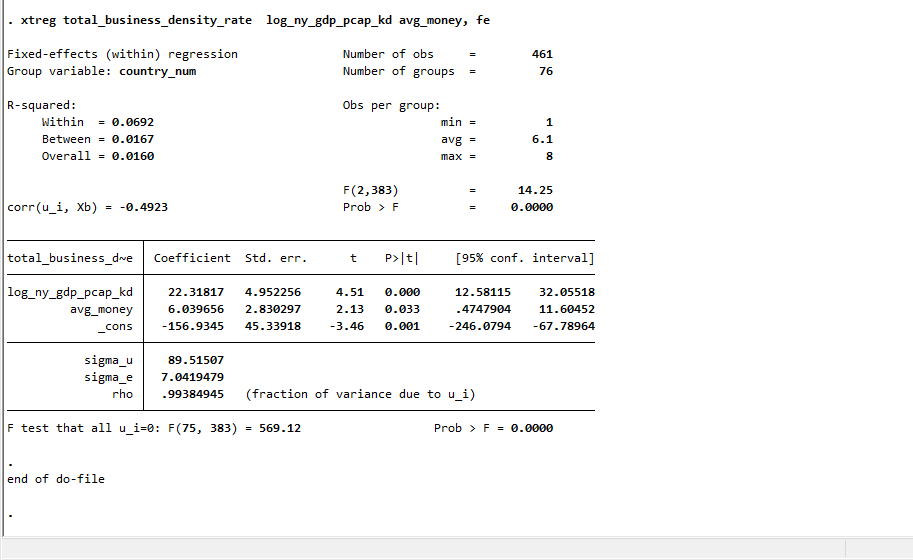 . xtreg total_business_density_rate  log_ny_gdp_pcap_kd avg_money, fe
Fixed-effects (within) regression               Number of obs     =        461
Group variable: country_num                     Number of groups  =         76
R-squared:                                      Obs per group:
     Within  = 0.0692                                         min =          1
     Between = 0.0167                                         avg =        6.1
     Overall = 0.0160                                         max =          8
                                                F(2,383)          =      14.25
corr(u_i, Xb) = -0.4923                         Prob > F          =     0.0000
total_business_d~e   Coefficient  Std. err.      t    P>|t|     [95% conf. interval]
log_ny_gdp_pcap_kd     22.31817   4.952256     4.51   0.000     12.58115    32.05518
         avg_money     6.039656   2.830297     2.13   0.033     .4747904    11.60452
             _cons    -156.9345   45.33918    -3.46   0.001    -246.0794   -67.78964
           sigma_u    89.51507
           sigma_e   7.0419479
               rho   .99384945   (fraction of variance due to u_i)
F test that all u_i=0: F(75, 383) = 569.12                   Prob > F = 0.0000
.
end of do-file
.